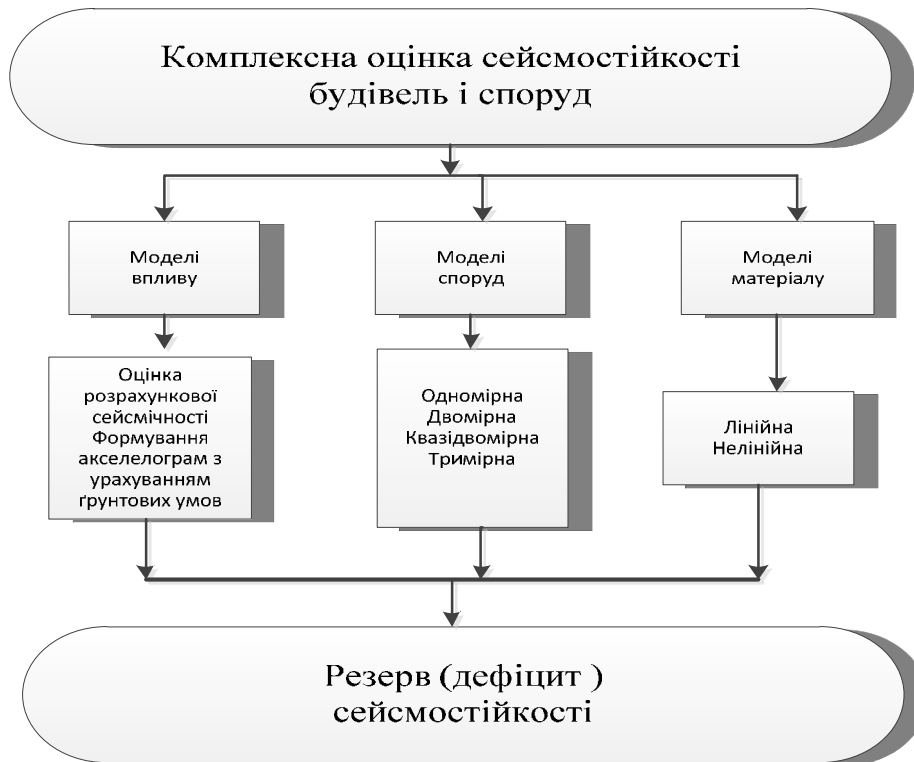 Комплексна оцінка сейсмостійкості
будівель і споруд
Моделі
впливу
Моделі
споруд
Моделі
матеріалу
Оцінка
розрахункової
сейсмічності
Формування
акселелограм з
урахуванням
ґрунтових умов
Одномірна
Двомірна
Квазідвомірна
Тримірна
Лінійна
Нелінійна
Резерв (дефіцит )
сейсмостійкості